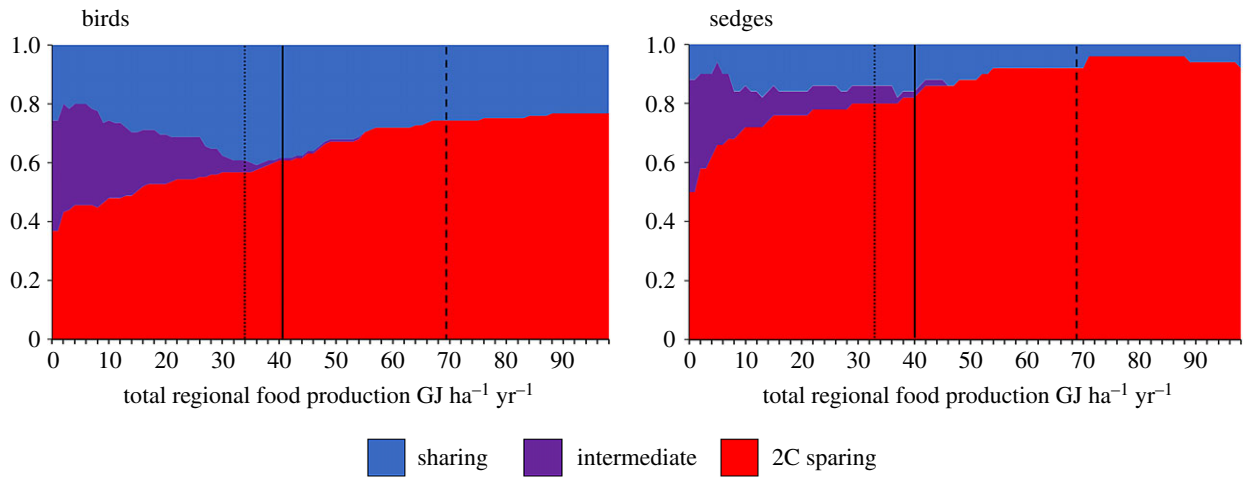 birds
1.0
0.8
0.6
0.4
0.2
0
0 10 20 30 40 50 60 70 80 90
total regional food production GJ ha⁻¹ yr⁻¹
sedges
1.0
0.8
0.6
0.4
0.2
0
0 10 20 30 40 50 60 70 80 90
total regional food production GJ ha⁻¹ yr⁻¹
sharing intermediate 2C sparing